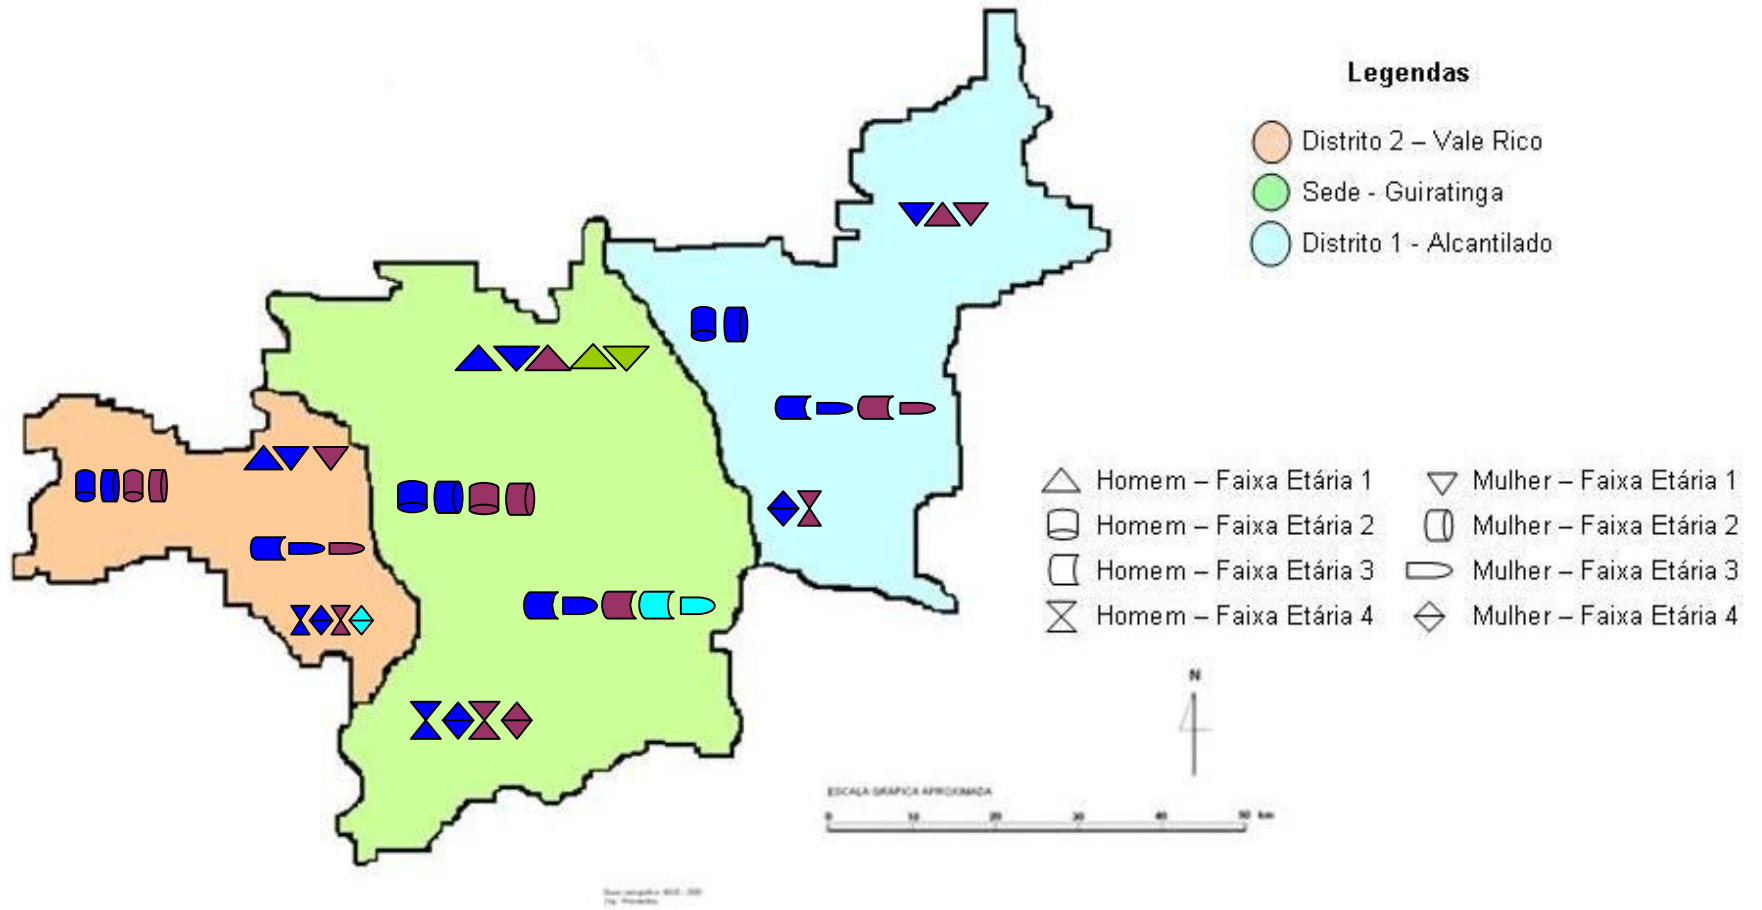 Legendas
Distrito 2 – Vale Rico
Sede - Guiratinga
Distrito 1 - Alcantilado
Homem – Faixa Etária 1
Mulher – Faixa Etária 1
Homem – Faixa Etária 2
Mulher – Faixa Etária 2
Homem – Faixa Etária 3
Mulher – Faixa Etária 3
Homem – Faixa Etária 4
Mulher – Faixa Etária 4
N
ESCALA GRÁFICA APROXIMADA
0 10 20 30 40 50 km